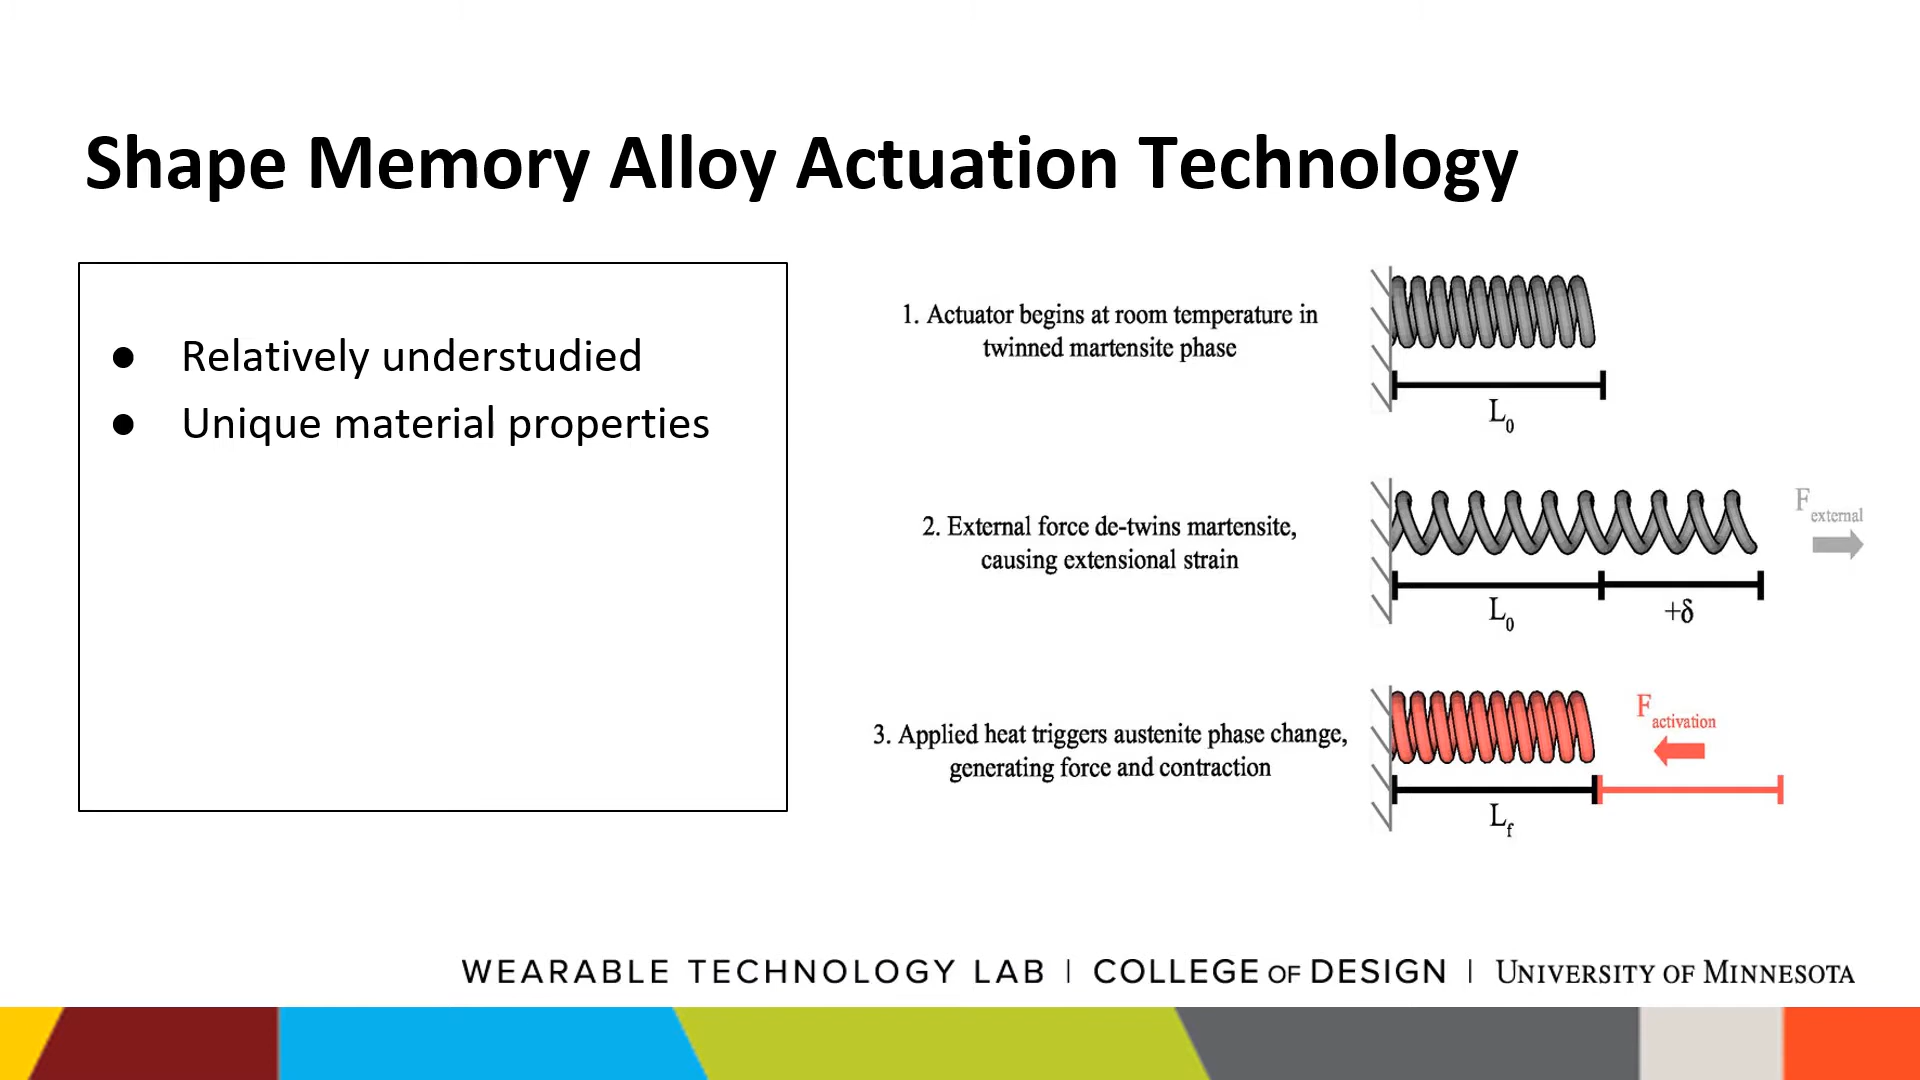 Shape Memory Alloy Actuation Technology
● Relatively understudied
● Unique material properties
1. Actuator begins at room temperature in
twinned martensite phase
L0
2. External force de-twins martensite,
causing extensional strain
Fexternal
L0 +δ
3. Applied heat triggers austenite phase change,
generating force and contraction
Factivation
Lf
WEARABLE TECHNOLOGY LAB | COLLEGE OF DESIGN | UNIVERSITY OF MINNESOTA